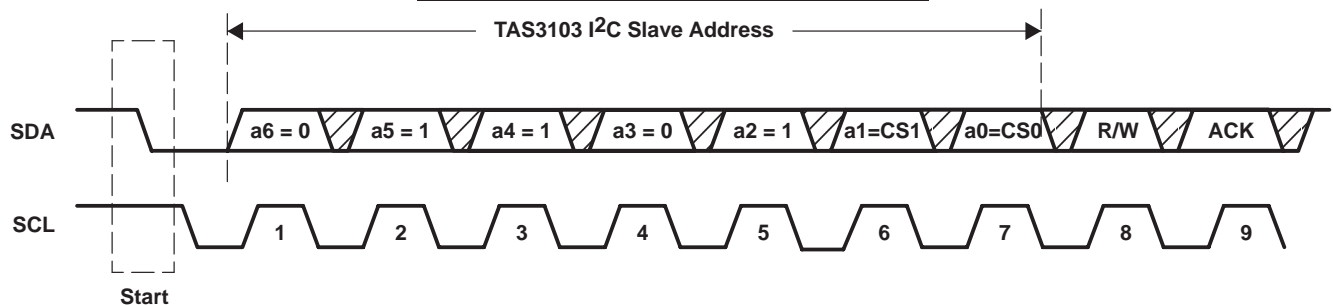 TAS3103 I2C Slave Address
SDA
a6 = 0
a5 = 1
a4 = 1
a3 = 0
a2 = 1
a1=CS1
a0=CS0
R/W
ACK
SCL
1
2
3
4
5
6
7
8
9
Start